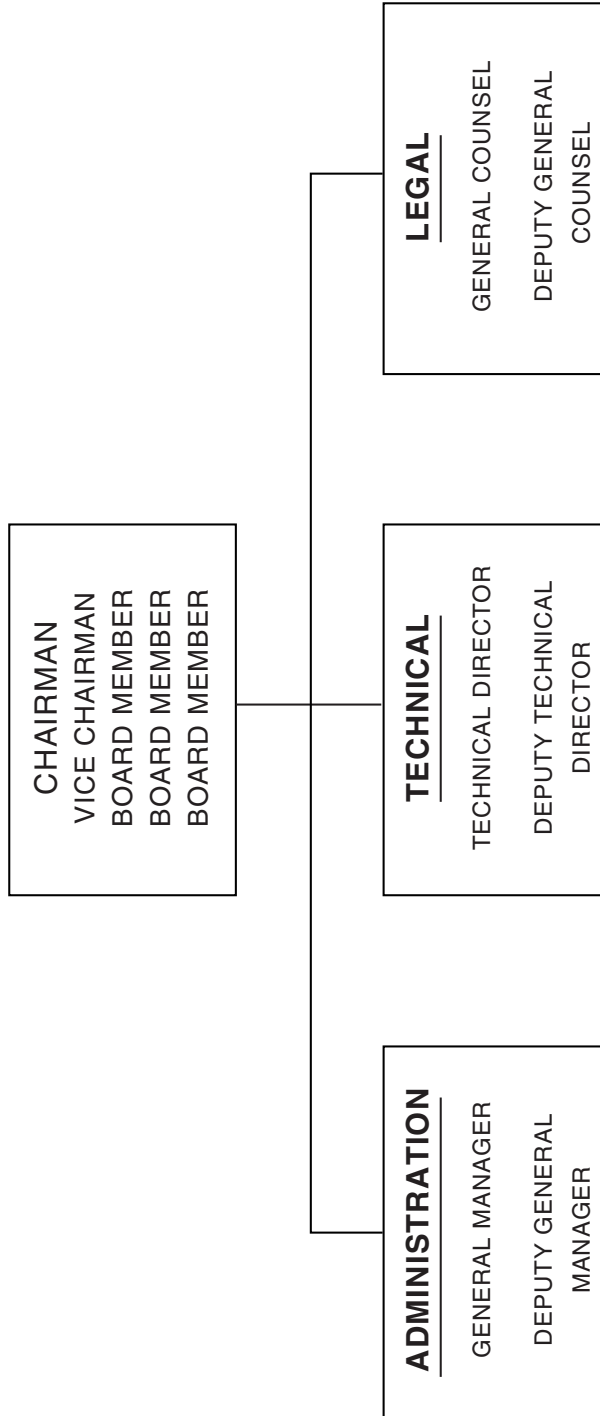 CHAIRMAN
VICE CHAIRMAN
BOARD MEMBER
BOARD MEMBER
BOARD MEMBER
ADMINISTRATION
GENERAL MANAGER
DEPUTY GENERAL
MANAGER
TECHNICAL
TECHNICAL DIRECTOR
DEPUTY TECHNICAL
DIRECTOR
LEGAL
GENERAL COUNSEL
DEPUTY GENERAL
COUNSEL